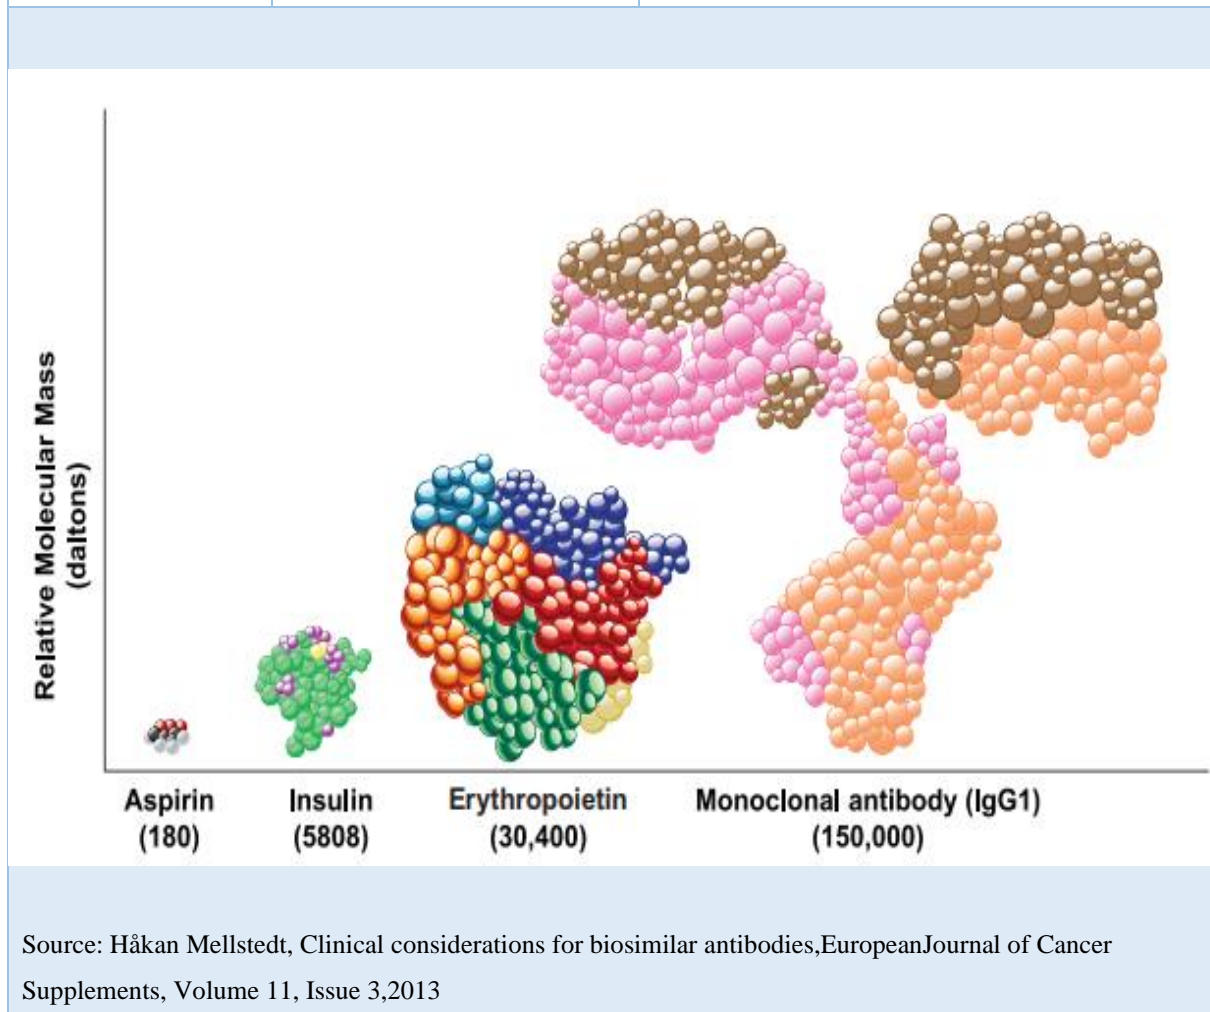 Relative Molecular Mass
(daltons)
Aspirin
(180)
Insulin
(5808)
Erythropoietin
(30,400)
Monoclonal antibody (IgG1)
(150,000)
Source: Håkan Mellstedt, Clinical considerations for biosimilar antibodies,EuropeanJournal of Cancer
Supplements, Volume 11, Issue 3,2013